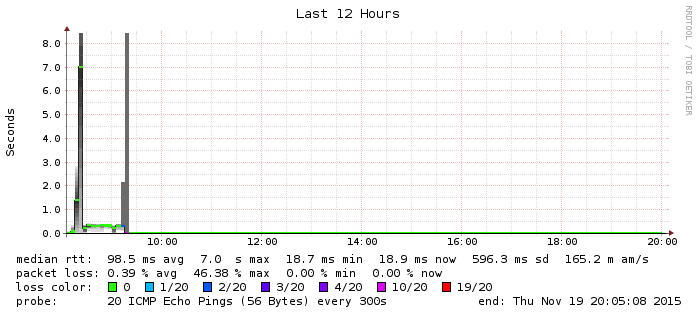 Last 12 Hours
RRDTOOL / TOBI OETIKER
Seconds
8.0
7.0
6.0
5.0
4.0
3.0
2.0
1.0
0.0
10:00 12:00 14:00 16:00 18:00 20:00
median rtt: 98.5 ms avg 7.0 s max 18.7 ms min 18.9 ms now 596.3 ms sd 165.2 m am/s
packet loss: 0.39 % avg 46.38 % max 0.00 % min 0.00 % now
loss color: 0 1/20 2/20 3/20 4/20 10/20 19/20
probe: 20 ICMP Echo Pings (56 Bytes) every 300s end: Thu Nov 19 20:05:08 2015